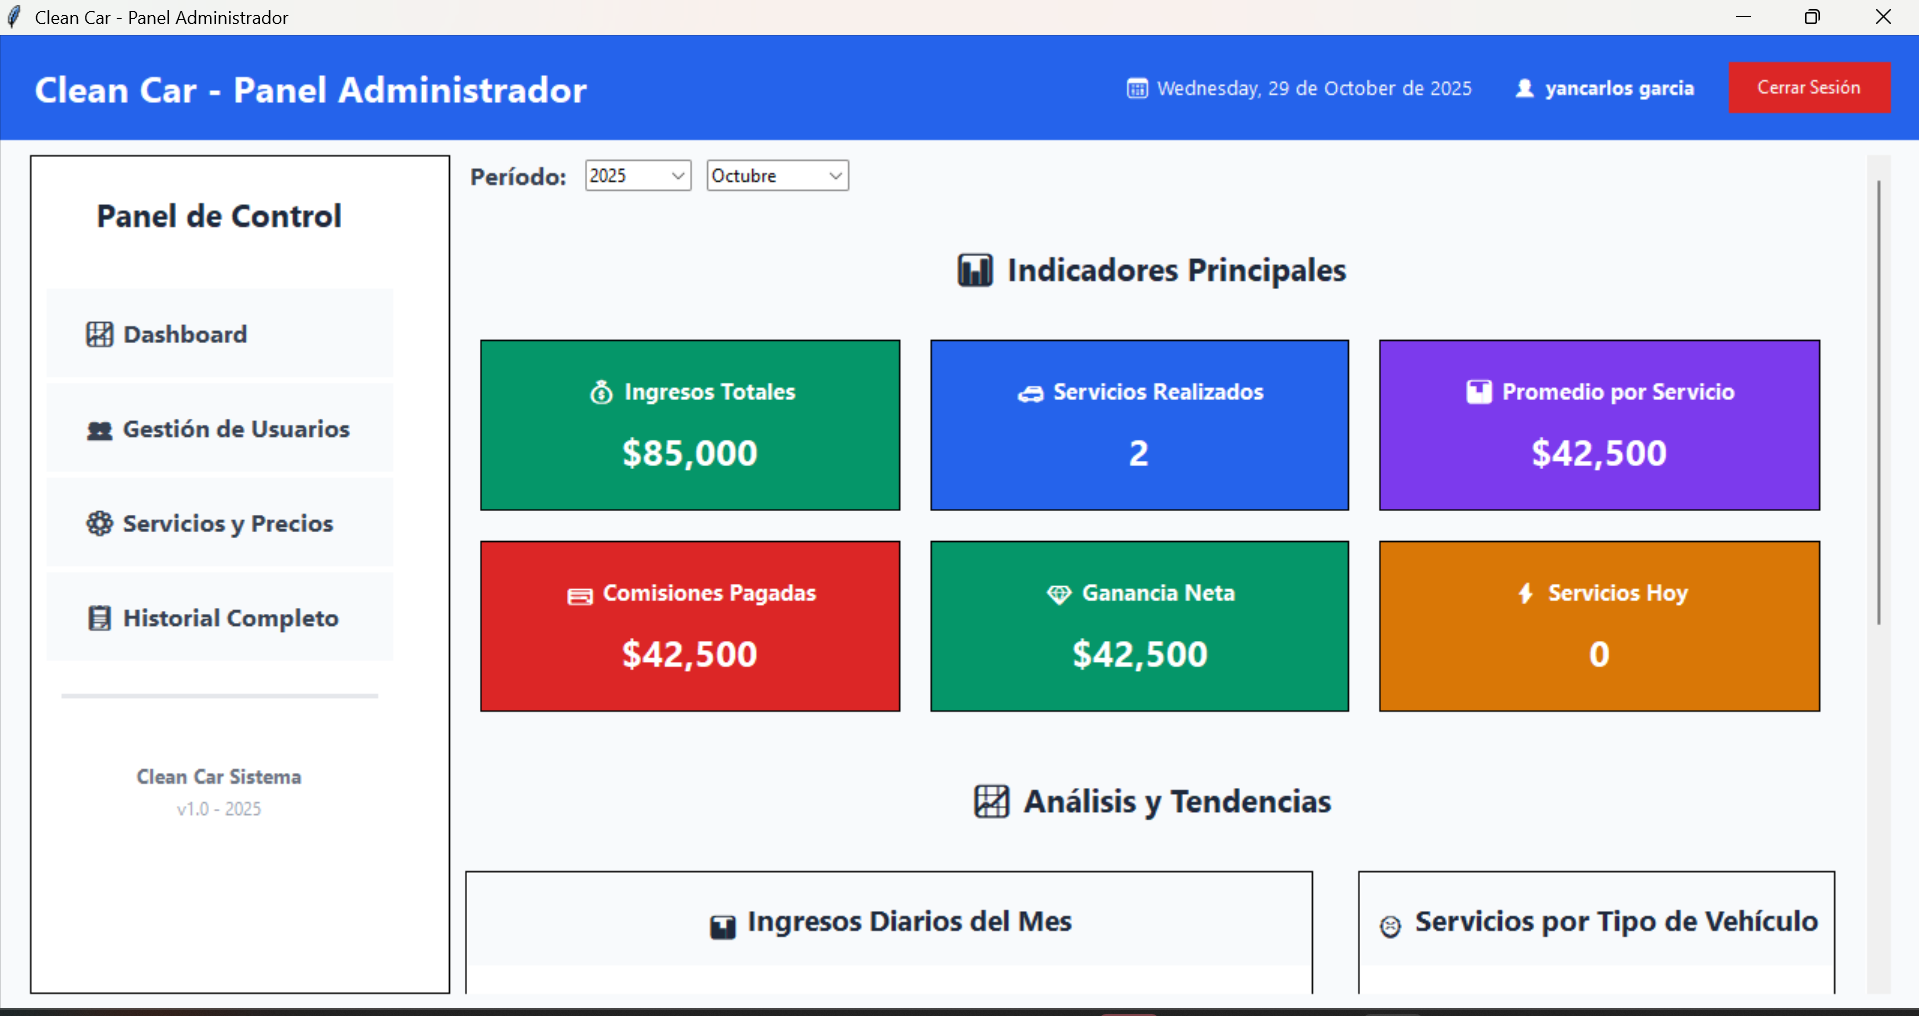 Clean Car - Panel Administrador
Clean Car - Panel Administrador
Wednesday, 29 de October de 2025
yancarlos garcia
Cerrar Sesión
Panel de Control
Dashboard
Gestión de Usuarios
Servicios y Precios
Historial Completo
Clean Car Sistema
v1.0 - 2025
Período:
2025
Octubre
Indicadores Principales
Ingresos Totales
$85,000
Servicios Realizados
2
Promedio por Servicio
$42,500
Comisiones Pagadas
$42,500
Ganancia Neta
$42,500
Servicios Hoy
0
Análisis y Tendencias
Ingresos Diarios del Mes
Servicios por Tipo de Vehículo